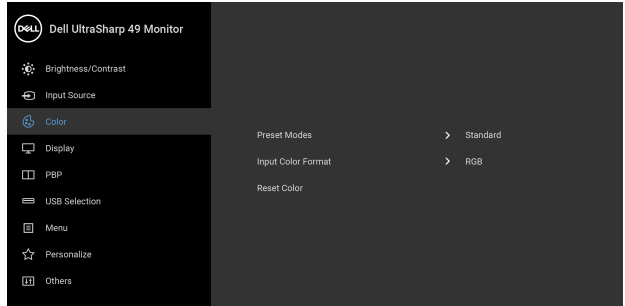 DELL Dell UltraSharp 49 Monitor
Brightness/Contrast
Input Source
Color
Display
PBP
USB Selection
Menu
Personalize
Others
Preset Modes > Standard
Input Color Format > RGB
Reset Color